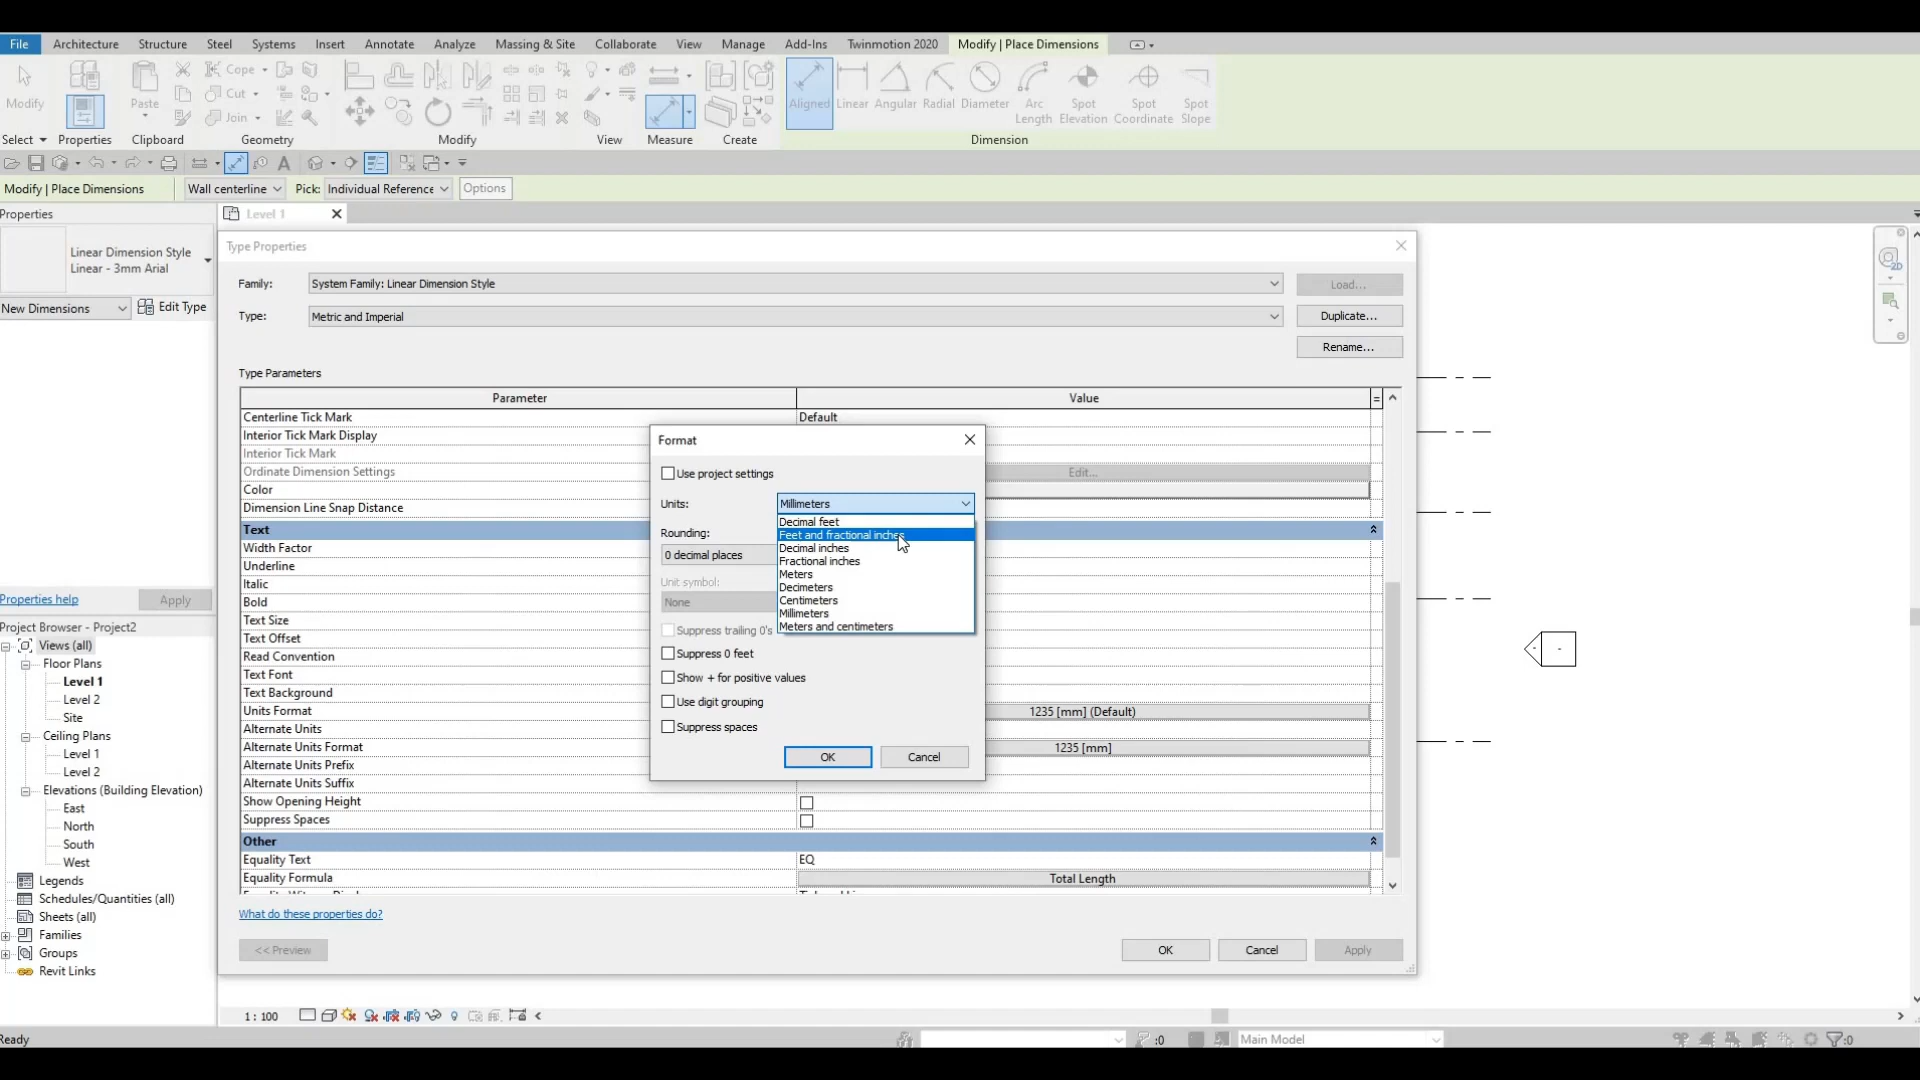 File Architecture Structure Steel Systems Insert Annotate Analyze Massing & Site Collaborate View Manage Add-Ins Twinmotion 2020 Modify | Place Dimensions
Modify Paste Cope Cut Join Aligned Linear Angular Radial Diameter Arc Length Spot Elevation Spot Coordinate Spot Slope
Select Properties Clipboard Geometry Modify View Measure Create Dimension
Modify | Place Dimensions Wall centerline Pick: Individual Reference Options
Properties
Level 1
Linear Dimension Style
Linear - 3mm Arial
New Dimensions Edit Type
Properties help Apply
Project Browser - Project2
Views (all)
Floor Plans
Level 1
Level 2
Site
Ceiling Plans
Level 1
Level 2
Elevations (Building Elevation)
East
North
South
West
Legends
Schedules/Quantities (all)
Sheets (all)
Families
Groups
Revit Links
Type Properties
Family: System Family: Linear Dimension Style Load...
Type: Metric and Imperial Duplicate...
Rename...
Type Parameters
Parameter Value =
Centerline Tick Mark Default
Interior Tick Mark Display
Interior Tick Mark
Ordinate Dimension Settings Edit...
Color
Dimension Line Snap Distance
Text
Width Factor
Underline
Italic
Bold
Text Size
Text Offset
Read Convention
Text Font
Text Background
Units Format 1235 [mm] (Default)
Alternate Units
Alternate Units Format 1235 [mm]
Alternate Units Prefix
Alternate Units Suffix
Show Opening Height
Suppress Spaces
Other
Equality Text EQ
Equality Formula Total Length
What do these properties do?
<< Preview OK Cancel Apply
Format
Use project settings
Units: Millimeters
Decimal feet
Feet and fractional inches
Decimal inches
Fractional inches
Meters
Decimeters
Centimeters
Millimeters
Meters and centimeters
Rounding:
0 decimal places
Unit symbol:
None
Suppress trailing 0's
Suppress 0 feet
Show + for positive values
Use digit grouping
Suppress spaces
OK Cancel
2D
1 : 100
Ready :0 Main Model :0